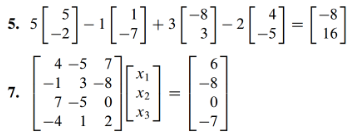 5. 5 [5 -2] - 1 [1 -7] + 3 [-8 3] - 2 [4 -5] = [-8 16]
7. [4 -5 7
-1 3 -8
7 -5 0
-4 1 2] [x1 x2 x3] = [6 -8 0 -7]